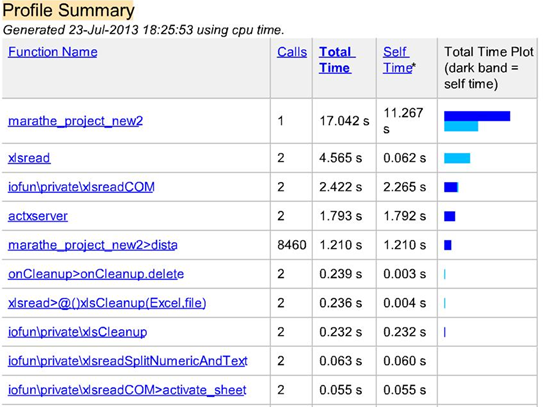 Profile Summary
Generated 23-Jul-2013 18:25:53 using cpu time.
Function Name Calls Total Time Self Time* Total Time Plot (dark band = self time)
marathe_project_new2 1 17.042 s 11.267 s
xlsread 2 4.565 s 0.062 s
iofun\private\xlsreadCOM 2 2.422 s 2.265 s
actxserver 2 1.793 s 1.792 s
marathe_project_new2>dista 8460 1.210 s 1.210 s
onCleanup>onCleanup.delete 2 0.239 s 0.003 s
xlsread>@()xlsCleanup(Excel,file) 2 0.236 s 0.004 s
iofun\private\xlsCleanup 2 0.232 s 0.232 s
iofun\private\xlsreadSplitNumericAndText 2 0.063 s 0.060 s
iofun\private\xlsreadCOM>activate_sheet 2 0.055 s 0.055 s